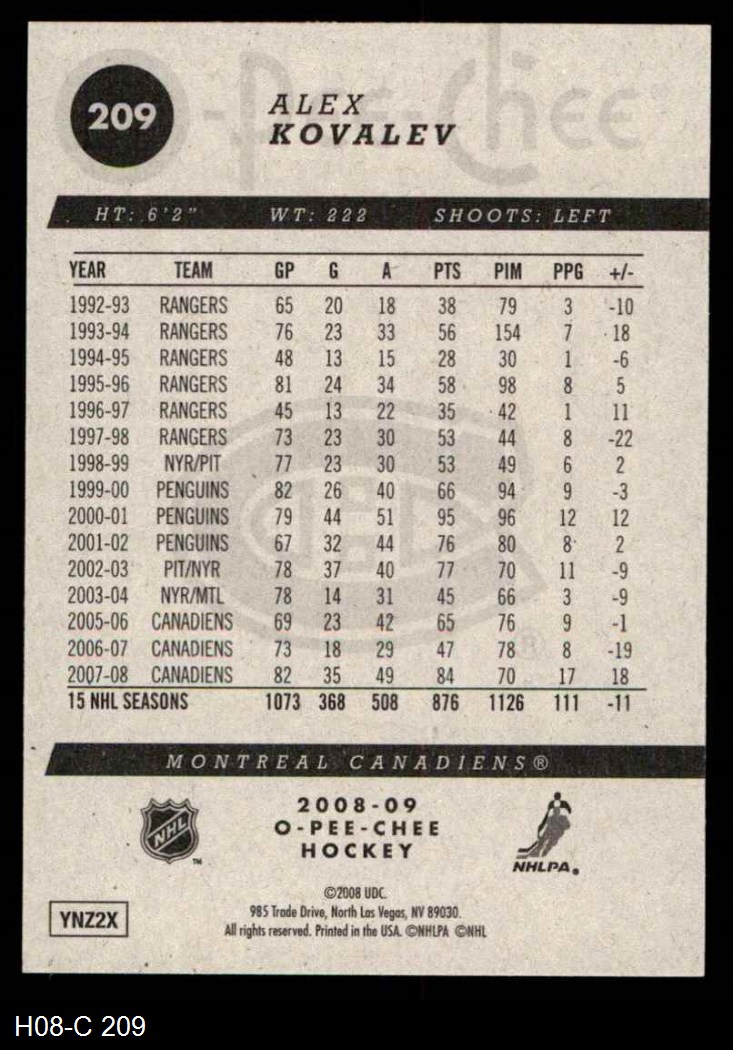 O-Pee-Chee
209
ALEX
KOVALEV
HT: 6'2" WT: 222 SHOOTS: LEFT
YEAR TEAM GP G A PTS PIM PPG +/-
1992-93 RANGERS 65 20 18 38 79 3 -10
1993-94 RANGERS 76 23 33 56 154 7 18
1994-95 RANGERS 48 13 15 28 30 1 -6
1995-96 RANGERS 81 24 34 58 98 8 5
1996-97 RANGERS 45 13 22 35 42 1 11
1997-98 RANGERS 73 23 30 53 44 8 -22
1998-99 NYR/PIT 77 23 30 53 49 6 2
1999-00 PENGUINS 82 26 40 66 94 9 -3
2000-01 PENGUINS 79 44 51 95 96 12 12
2001-02 PENGUINS 67 32 44 76 80 8 2
2002-03 PIT/NYR 78 37 40 77 70 11 -9
2003-04 NYR/MTL 78 14 31 45 66 3 -9
2005-06 CANADIENS 69 23 42 65 76 9 -1
2006-07 CANADIENS 73 18 29 47 78 8 -19
2007-08 CANADIENS 82 35 49 84 70 17 18
15 NHL SEASONS 1073 368 508 876 1126 111 -11
MONTREAL CANADIENS®
NHL ™
2008-09
O-PEE-CHEE
HOCKEY
NHLPA®
©2008 UDC.
985 Trade Drive, North Las Vegas, NV 89030.
All rights reserved. Printed in the USA. ©NHLPA ©NHL
YNZ2X
H08-C 209